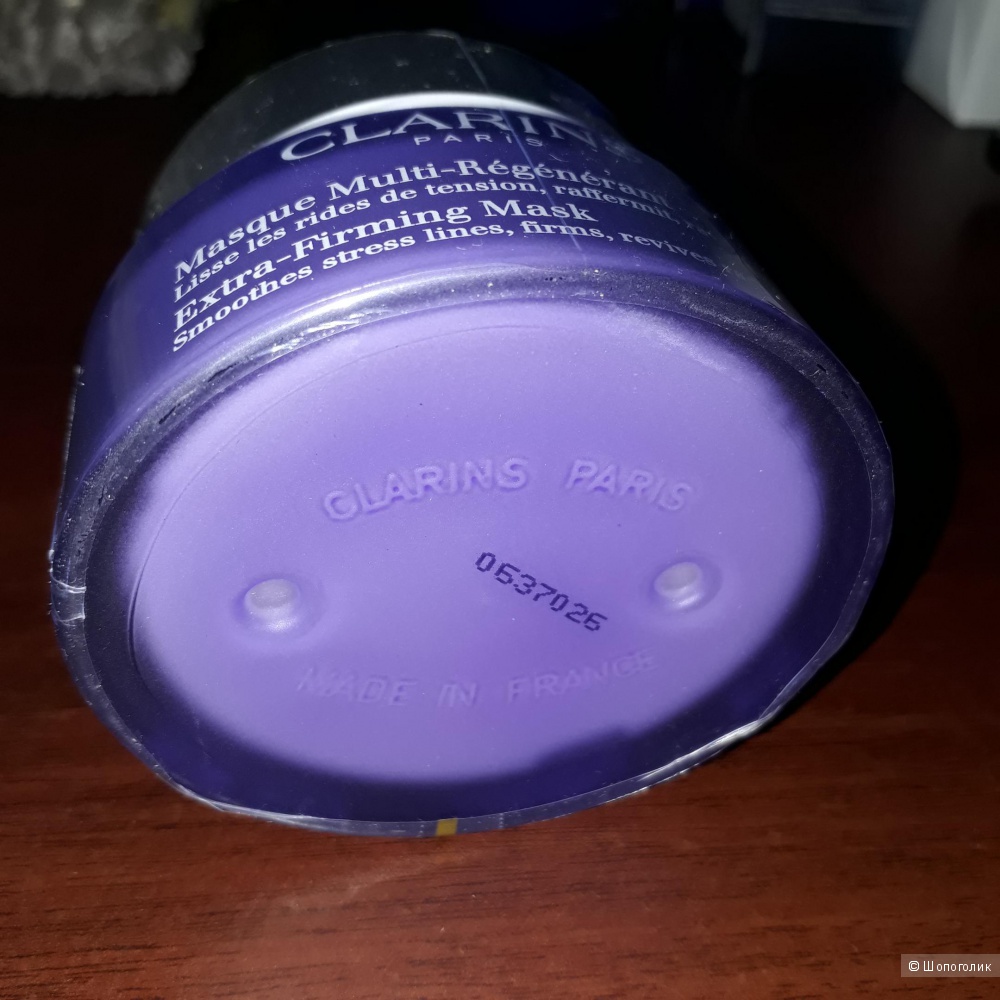 CLARINS
PARIS
Masque Multi-Régénérant
Lisse les rides de tension, raffermit,
Extra-Firming Mask
Smoothes stress lines, firms, revives
CLARINS PARIS
0637026
MADE IN FRANCE
© Шопоголик